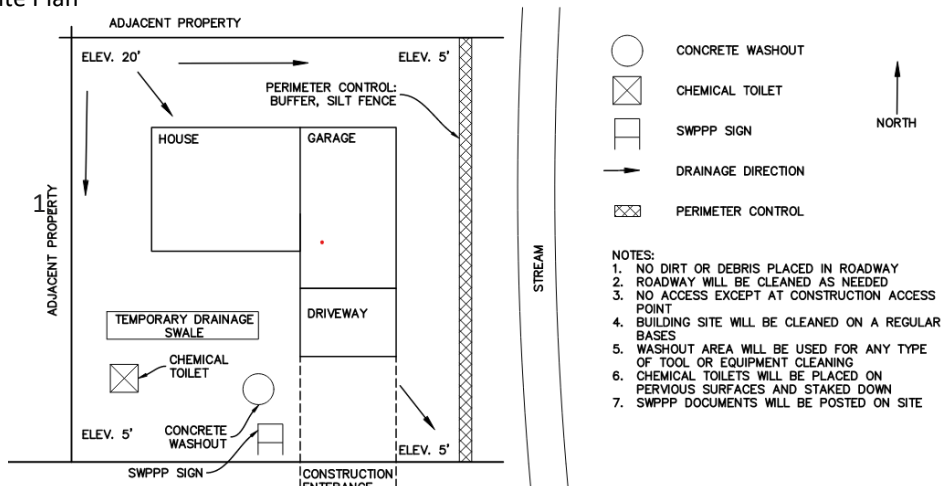 ite Plan
ADJACENT PROPERTY
ELEV. 20'
ELEV. 5'
PERIMETER CONTROL:
BUFFER, SILT FENCE
HOUSE
GARAGE
1
ADJACENT PROPERTY
DRIVEWAY
TEMPORARY DRAINAGE
SWALE
CHEMICAL
TOILET
CONCRETE
WASHOUT
ELEV. 5'
ELEV. 5'
SWPPP SIGN
CONSTRUCTION
ENTRANCE
STREAM
CONCRETE WASHOUT
CHEMICAL TOILET
SWPPP SIGN
DRAINAGE DIRECTION
PERIMETER CONTROL
NORTH
NOTES:
1. NO DIRT OR DEBRIS PLACED IN ROADWAY
2. ROADWAY WILL BE CLEANED AS NEEDED
3. NO ACCESS EXCEPT AT CONSTRUCTION ACCESS
POINT
4. BUILDING SITE WILL BE CLEANED ON A REGULAR
BASES
5. WASHOUT AREA WILL BE USED FOR ANY TYPE
OF TOOL OR EQUIPMENT CLEANING
6. CHEMICAL TOILETS WILL BE PLACED ON
PERVIOUS SURFACES AND STAKED DOWN
7. SWPPP DOCUMENTS WILL BE POSTED ON SITE